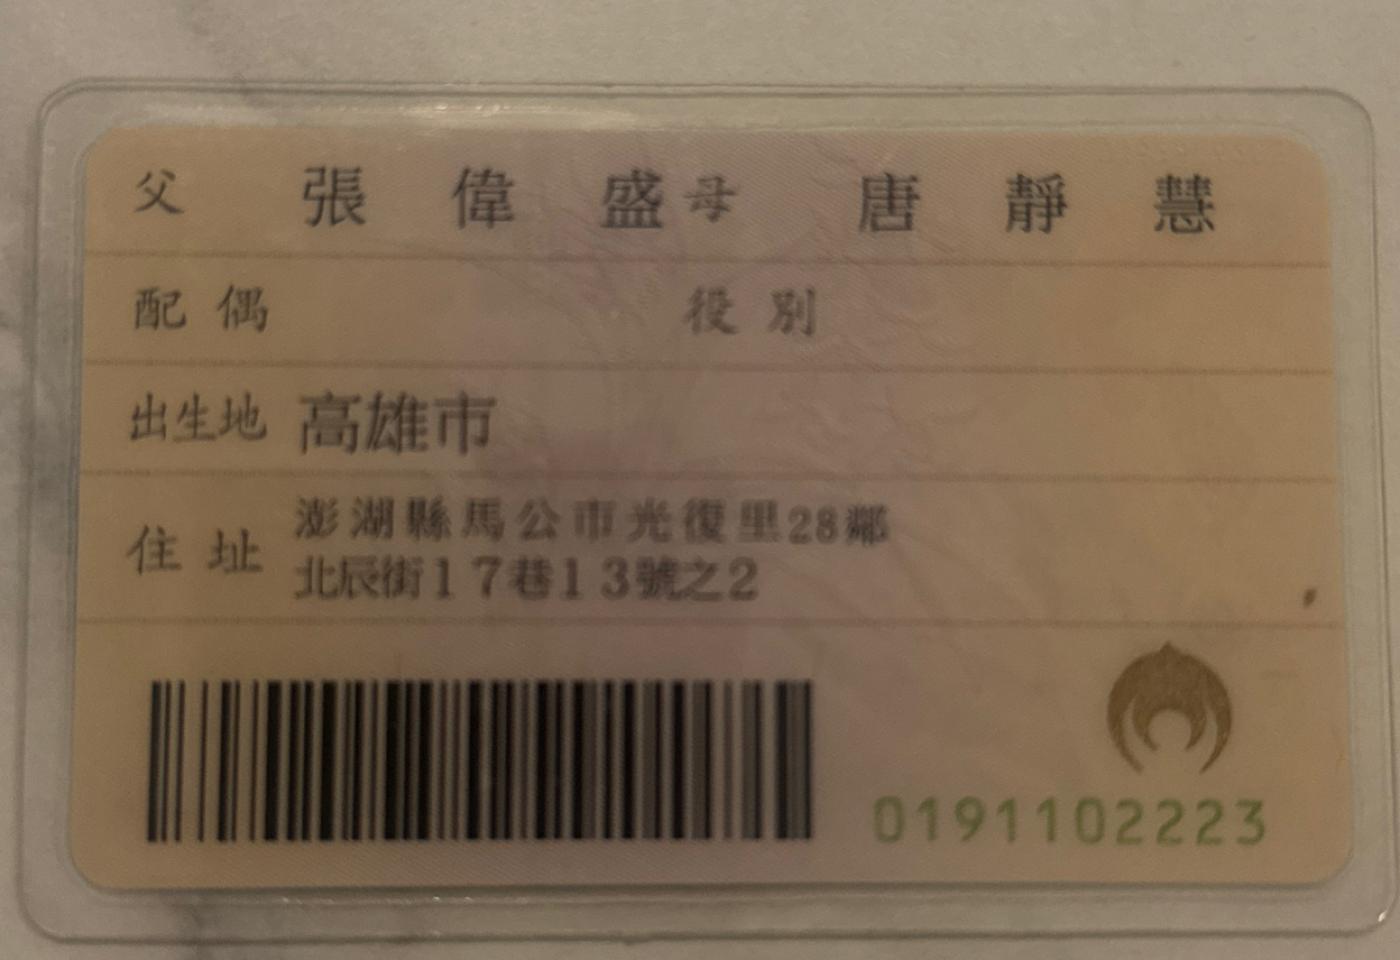 父 張偉盛 母 唐靜慧
配偶 役別
出生地 高雄市
住址 澎湖縣馬公市光復里28鄰
北辰街17巷13號之2
0191102223